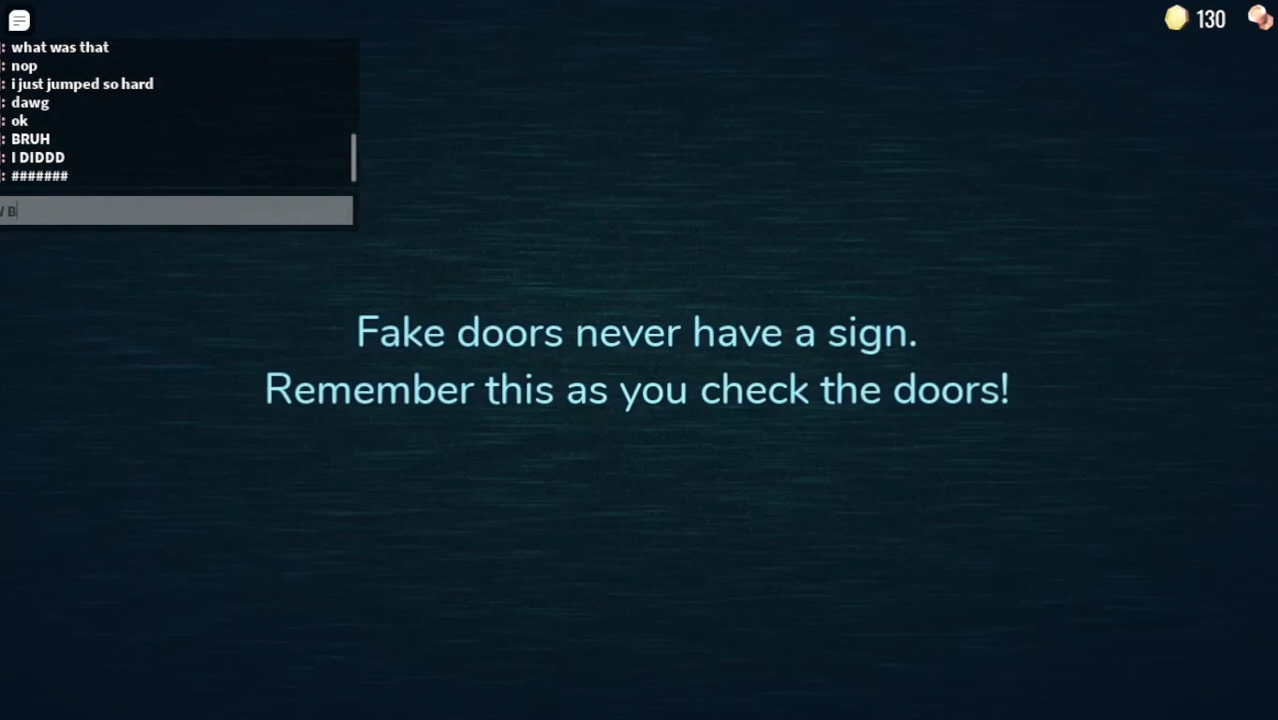 130
: what was that
: nop
: i just jumped so hard
: dawg
: ok
: BRUH
: I DIDDD
: #######
B
Fake doors never have a sign.
Remember this as you check the doors!